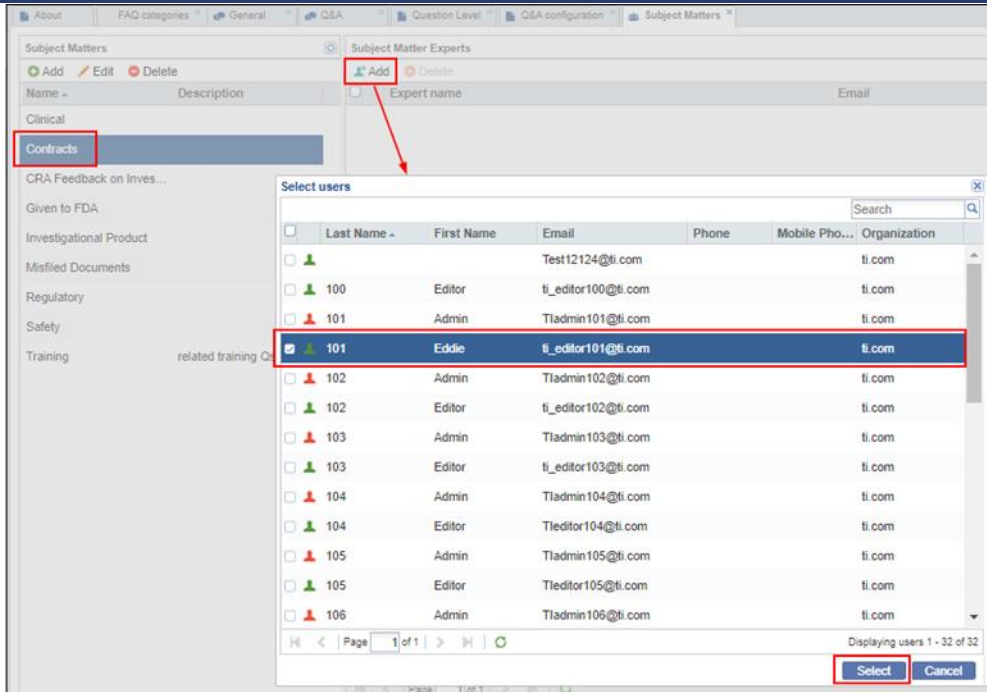 About FAQ categories General Q&A Question Level Q&A configuration Subject Matters
Subject Matters
Add Edit Delete
Name Description
Clinical
Contracts
CRA Feedback on Inves...
Given to FDA
Investigational Product
Misfiled Documents
Regulatory
Safety
Training related training Qs
Subject Matter Experts
Add Delete
Expert name Email
Select users
Search
Last Name First Name Email Phone Mobile Pho... Organization
Test12124@ti.com ti.com
100 Editor ti_editor100@ti.com ti.com
101 Admin TIadmin101@ti.com ti.com
101 Eddie ti_editor101@ti.com ti.com
102 Admin TIadmin102@ti.com ti.com
102 Editor ti_editor102@ti.com ti.com
103 Admin TIadmin103@ti.com ti.com
103 Editor ti_editor103@ti.com ti.com
104 Admin TIadmin104@ti.com ti.com
104 Editor TIeditor104@ti.com ti.com
105 Admin TIadmin105@ti.com ti.com
105 Editor TIeditor105@ti.com ti.com
106 Admin TIadmin106@ti.com ti.com
Page 1 of 1 Displaying users 1 - 32 of 32
Select Cancel
Page 1 of 1